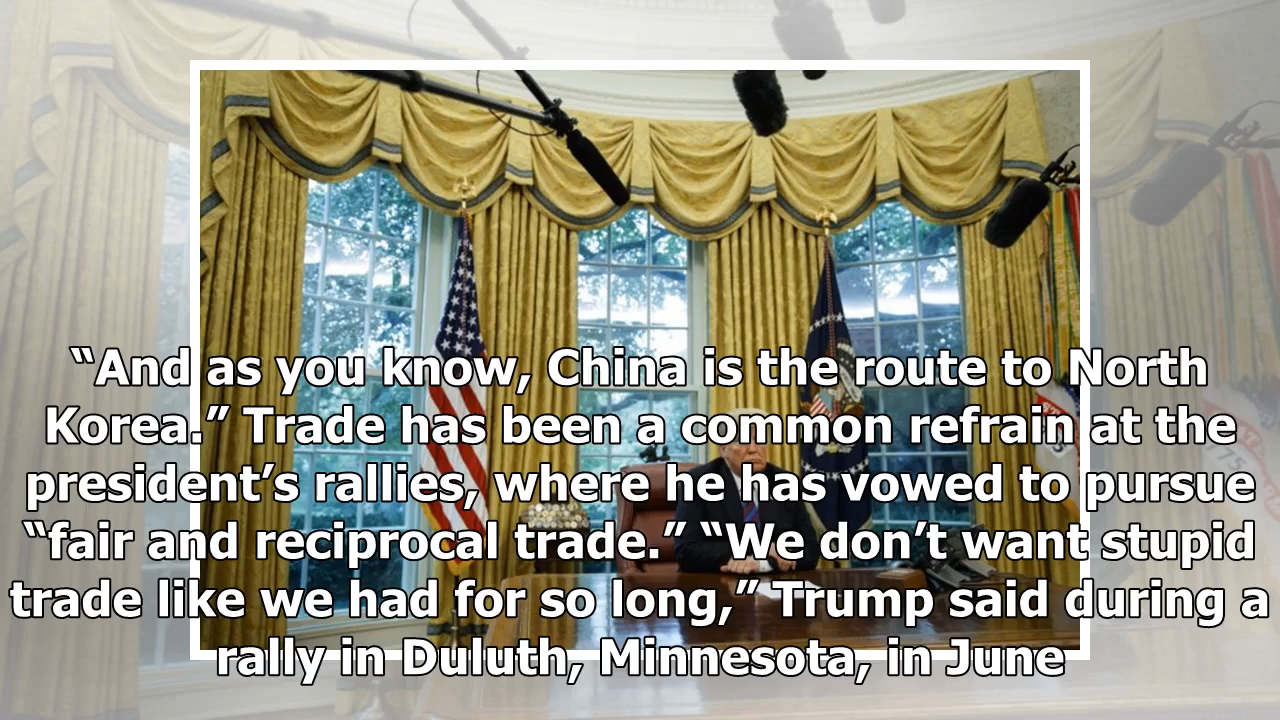 “And as you know, China is the route to North
Korea.” Trade has been a common refrain at the
president’s rallies, where he has vowed to pursue
“fair and reciprocal trade.” “We don’t want stupid
trade like we had for so long,” Trump said during a
rally in Duluth, Minnesota, in June